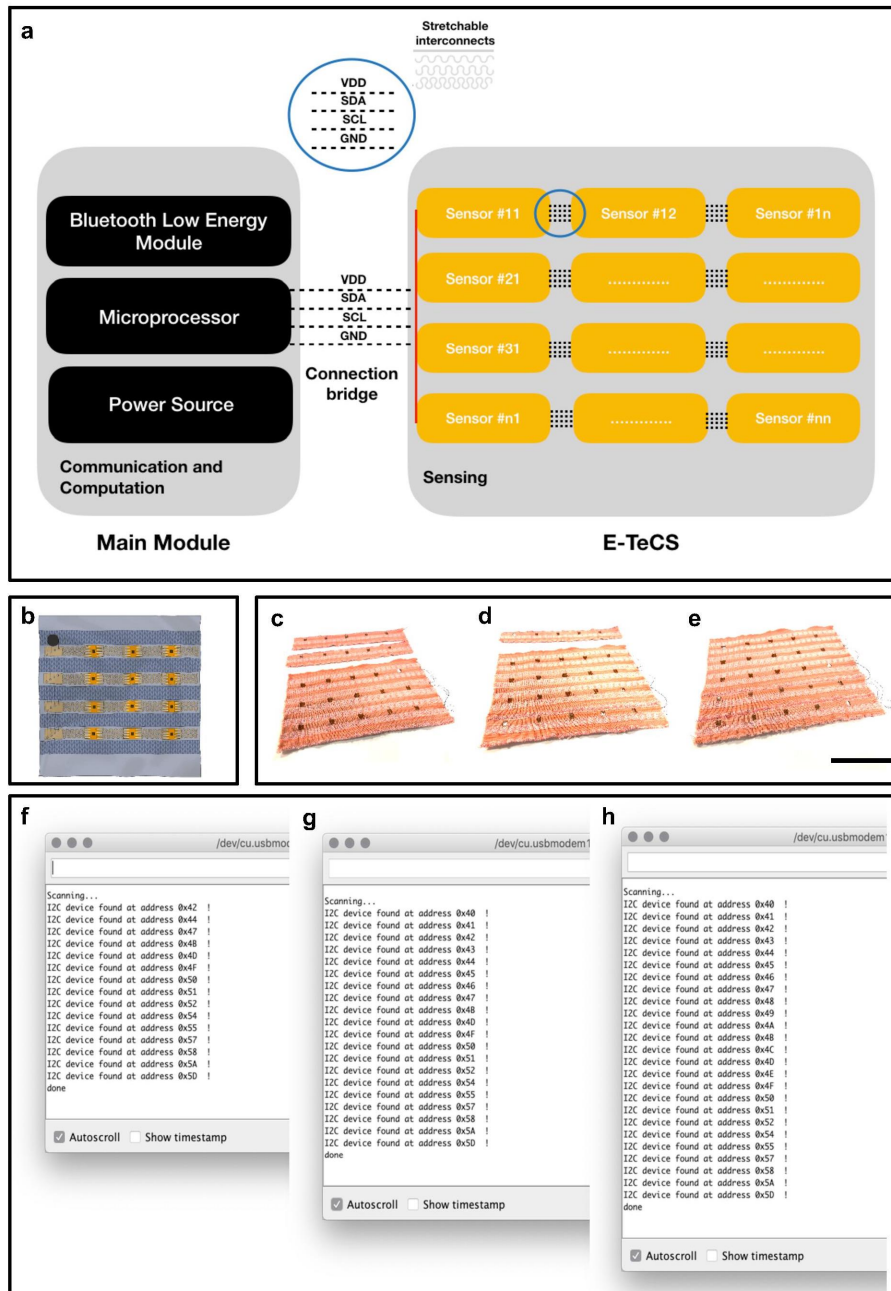 a
Stretchable
interconnects
VDD
SDA
SCL
GND
Bluetooth Low Energy
Module
Microprocessor
Power Source
Communication and
Computation
Main Module
VDD
SDA
SCL
GND
Connection
bridge
Sensor #11
Sensor #12
Sensor #1n
Sensor #21
.............
.............
Sensor #31
.............
.............
Sensor #n1
.............
Sensor #nn
Sensing
E-TeCS
b
c
d
e
f
/dev/cu.usbmo
Scanning...
I2C device found at address 0x42 !
I2C device found at address 0x44 !
I2C device found at address 0x47 !
I2C device found at address 0x4B !
I2C device found at address 0x4D !
I2C device found at address 0x4F !
I2C device found at address 0x50 !
I2C device found at address 0x51 !
I2C device found at address 0x52 !
I2C device found at address 0x54 !
I2C device found at address 0x55 !
I2C device found at address 0x57 !
I2C device found at address 0x58 !
I2C device found at address 0x5A !
I2C device found at address 0x5D !
done
Autoscroll Show timestamp
g
/dev/cu.usbmodem1
Scanning...
I2C device found at address 0x40 !
I2C device found at address 0x41 !
I2C device found at address 0x42 !
I2C device found at address 0x43 !
I2C device found at address 0x44 !
I2C device found at address 0x45 !
I2C device found at address 0x46 !
I2C device found at address 0x47 !
I2C device found at address 0x4B !
I2C device found at address 0x4D !
I2C device found at address 0x4F !
I2C device found at address 0x50 !
I2C device found at address 0x51 !
I2C device found at address 0x52 !
I2C device found at address 0x54 !
I2C device found at address 0x55 !
I2C device found at address 0x57 !
I2C device found at address 0x58 !
I2C device found at address 0x5A !
I2C device found at address 0x5D !
done
Autoscroll Show timestamp
h
/dev/cu.usbmodem1
Scanning...
I2C device found at address 0x40 !
I2C device found at address 0x41 !
I2C device found at address 0x42 !
I2C device found at address 0x43 !
I2C device found at address 0x44 !
I2C device found at address 0x45 !
I2C device found at address 0x46 !
I2C device found at address 0x47 !
I2C device found at address 0x48 !
I2C device found at address 0x49 !
I2C device found at address 0x4A !
I2C device found at address 0x4B !
I2C device found at address 0x4C !
I2C device found at address 0x4D !
I2C device found at address 0x4E !
I2C device found at address 0x4F !
I2C device found at address 0x50 !
I2C device found at address 0x51 !
I2C device found at address 0x52 !
I2C device found at address 0x54 !
I2C device found at address 0x55 !
I2C device found at address 0x57 !
I2C device found at address 0x58 !
I2C device found at address 0x5A !
I2C device found at address 0x5D !
done
Autoscroll Show timestamp